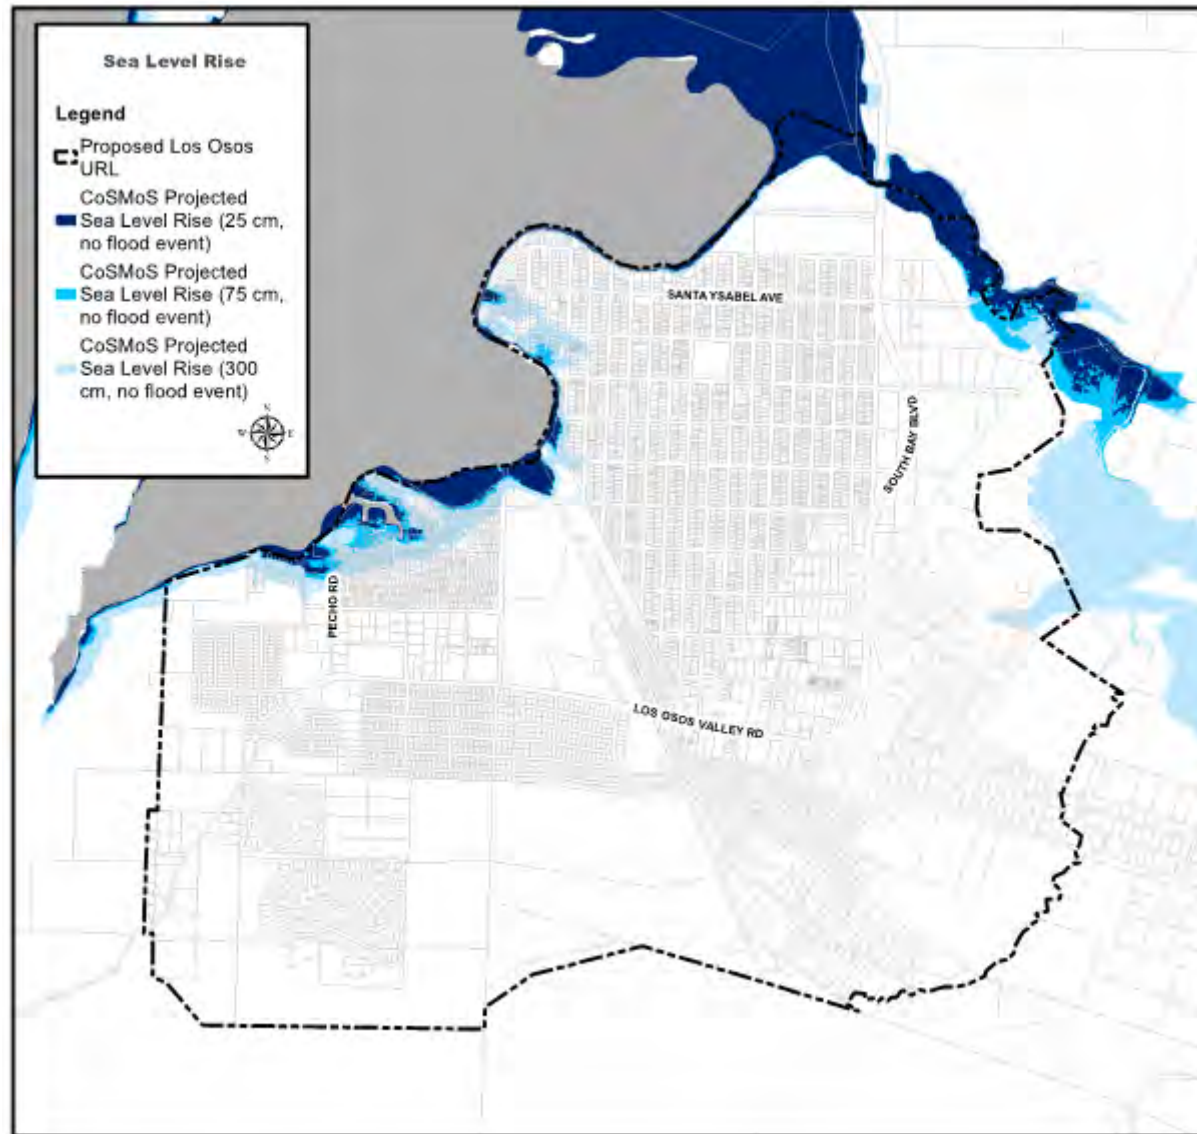 Sea Level Rise
Legend
Proposed Los Osos
URL
CoSMoS Projected
Sea Level Rise (25 cm,
no flood event)
CoSMoS Projected
Sea Level Rise (75 cm,
no flood event)
CoSMoS Projected
Sea Level Rise (300
cm, no flood event)
N
W E
S
SANTA YSABEL AVE
SOUTH BAY BLVD
PECHO RD
LOS OSOS VALLEY RD